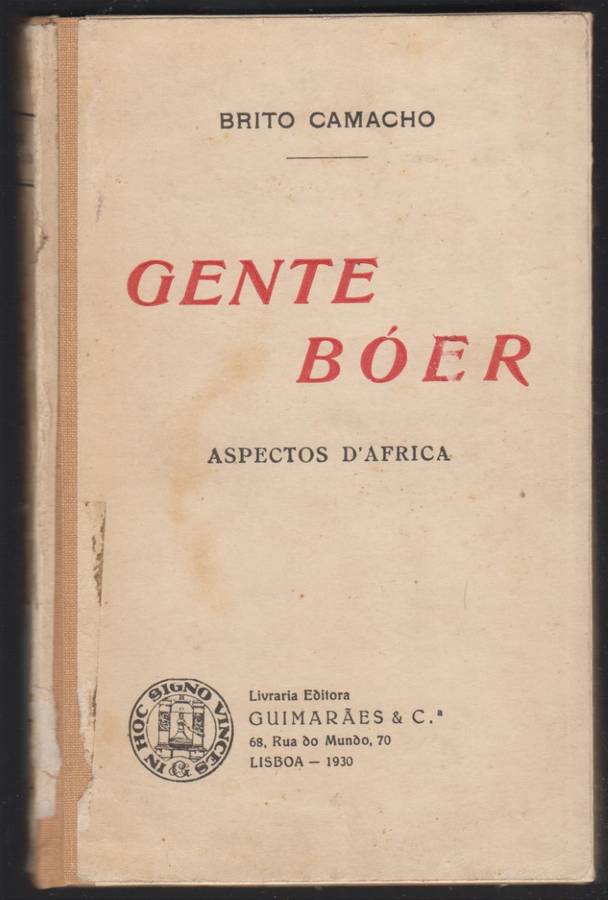 BRITO CAMACHO
GENTE
BÓER
ASPECTOS D'AFRICA
IN HOC SIGNO VINCES
&
Livraria Editora
GUIMARÃES & C.ª
68, Rua do Mundo, 70
LISBOA — 1930